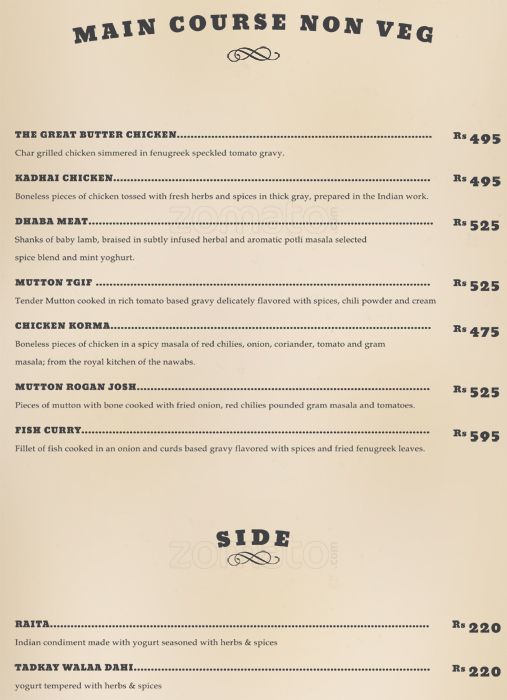 MAIN COURSE NON VEG
THE GREAT BUTTER CHICKEN Rs 495
Char grilled chicken simmered in fenugreek speckled tomato gravy.
KADHAI CHICKEN Rs 495
Boneless pieces of chicken tossed with fresh herbs and spices in thick gray, prepared in the Indian work.
zomato
DHABA MEAT Rs 525
Shanks of baby lamb, braised in subtly infused herbal and aromatic potli masala selected
spice blend and mint yoghurt.
MUTTON TGIF Rs 525
Tender Mutton cooked in rich tomato based gravy delicately flavored with spices, chili powder and cream
CHICKEN KORMA Rs 475
Boneless pieces of chicken in a spicy masala of red chilies, onion, coriander, tomato and gram
masala; from the royal kitchen of the nawabs.
MUTTON ROGAN JOSH Rs 525
Pieces of mutton with bone cooked with fried onion, red chilies pounded gram masala and tomatoes.
FISH CURRY Rs 595
Fillet of fish cooked in an onion and curds based gravy flavored with spices and fried fenugreek leaves.
SIDE
zomato.com
RAITA Rs 220
Indian condiment made with yogurt seasoned with herbs & spices
TADKAY WALAA DAHI Rs 220
yogurt tempered with herbs & spices